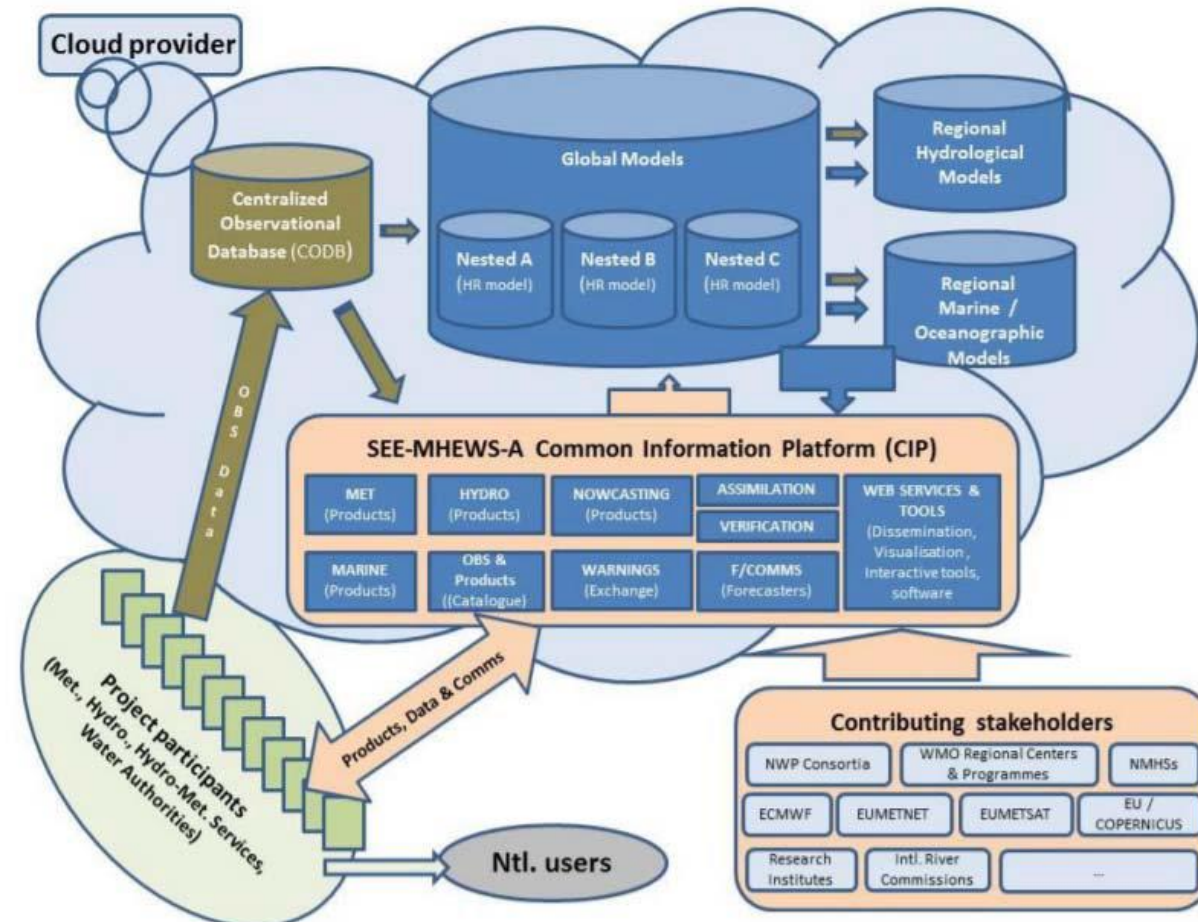 Cloud provider
Centralized
Observational
Database (CODB)
Global Models
Nested A
(HR model)
Nested B
(HR model)
Nested C
(HR model)
Regional
Hydrological
Models
Regional
Marine /
Oceanographic
Models
OBS Data
SEE-MHEWS-A Common Information Platform (CIP)
MET
(Products)
HYDRO
(Products)
NOWCASTING
(Products)
ASSIMILATION
VERIFICATION
WEB SERVICES &
TOOLS
(Dissemination,
Visualisation ,
Interactive tools,
software
MARINE
(Products)
OBS &
Products
((Catalogue)
WARNINGS
(Exchange)
F/COMMS
(Forecasters)
Project participants
(Met., Hydro., Hydro-Met. Services,
Water Authorities)
Products, Data & Comms
Ntl. users
Contributing stakeholders
NWP Consortia
WMO Regional Centers
& Programmes
NMHSs
ECMWF
EUMETNET
EUMETSAT
EU /
COPERNICUS
Research
Institutes
Intl. River
Commissions
...